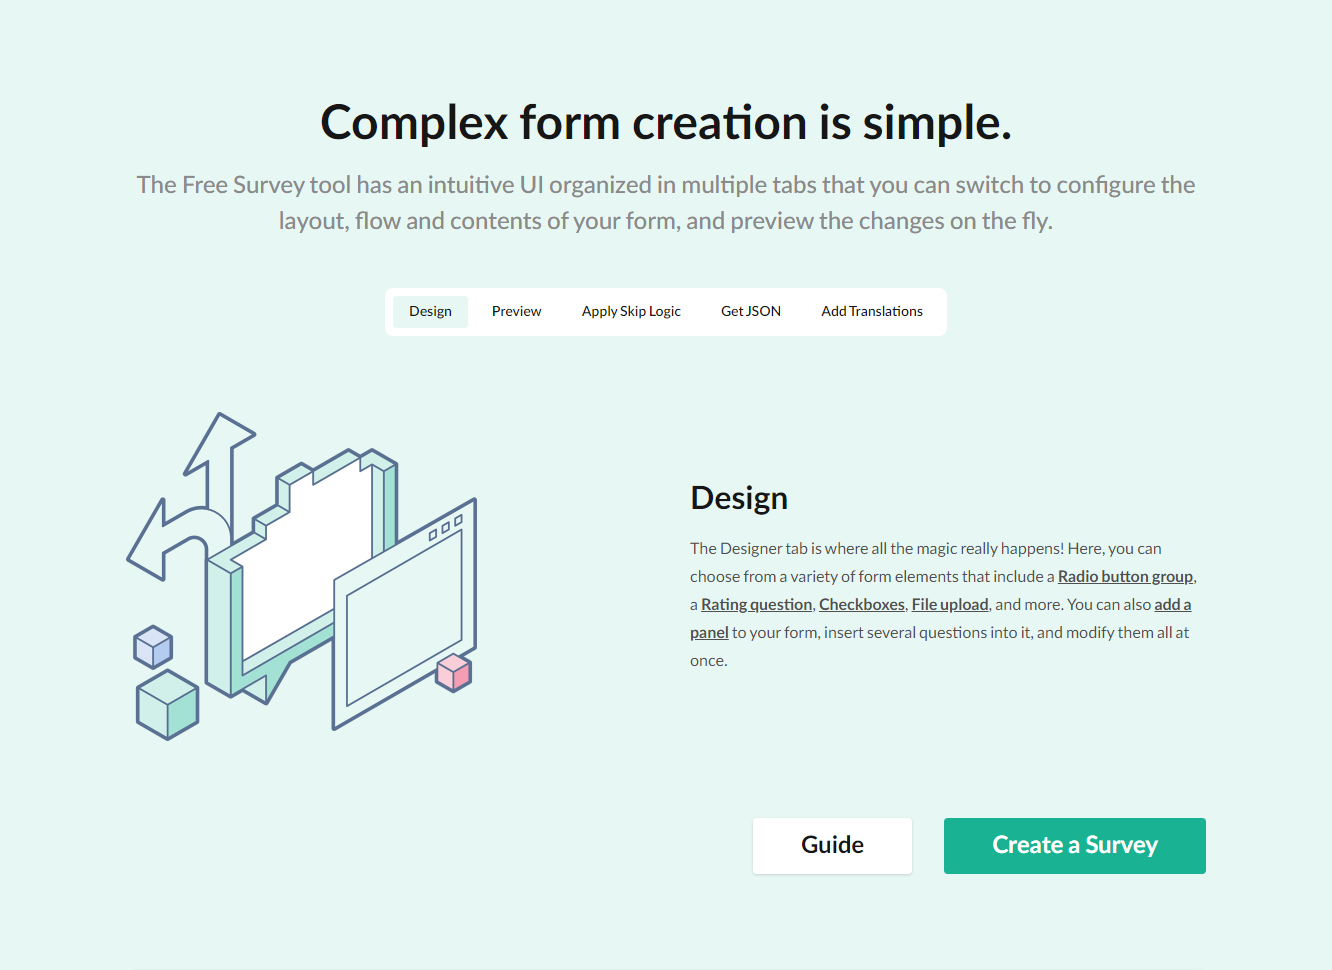 Complex form creation is simple.
The Free Survey tool has an intuitive UI organized in multiple tabs that you can switch to configure the
layout, flow and contents of your form, and preview the changes on the fly.
Design Preview Apply Skip Logic Get JSON Add Translations
Design
The Designer tab is where all the magic really happens! Here, you can
choose from a variety of form elements that include a Radio button group,
a Rating question, Checkboxes, File upload, and more. You can also add a
panel to your form, insert several questions into it, and modify them all at
once.
Guide Create a Survey